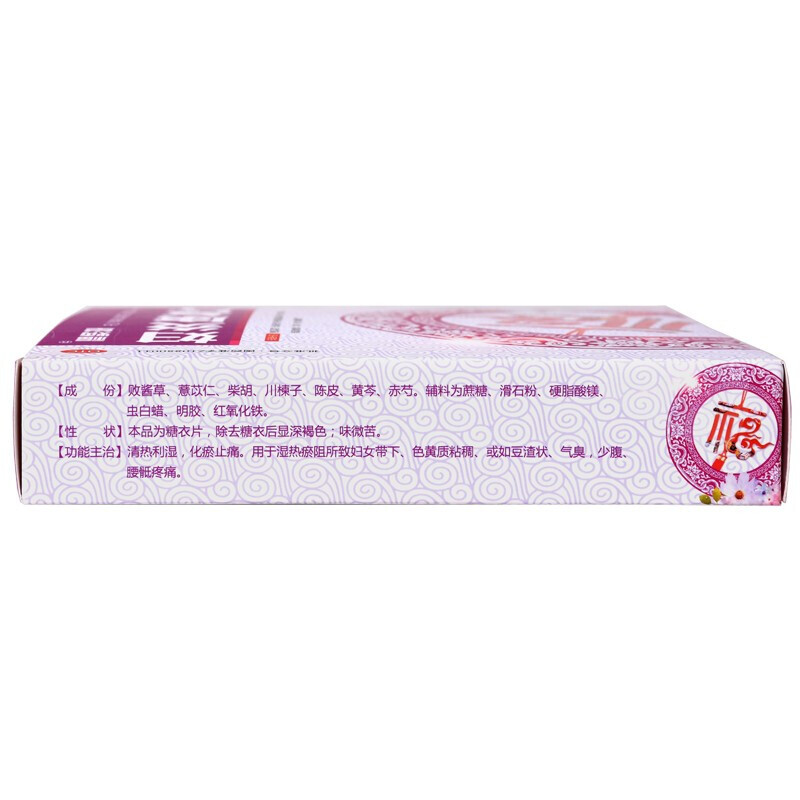 【成　份】败酱草、薏苡仁、柴胡、川楝子、陈皮、黄芩、赤芍。辅料为蔗糖、滑石粉、硬脂酸镁、
虫白蜡、明胶、红氧化铁。
【性　状】本品为糖衣片，除去糖衣后显深褐色；味微苦。
【功能主治】清热利湿，化瘀止痛。用于湿热瘀阻所致妇女带下、色黄质粘稠、或如豆渣状、气臭，少腹、
腰骶疼痛。